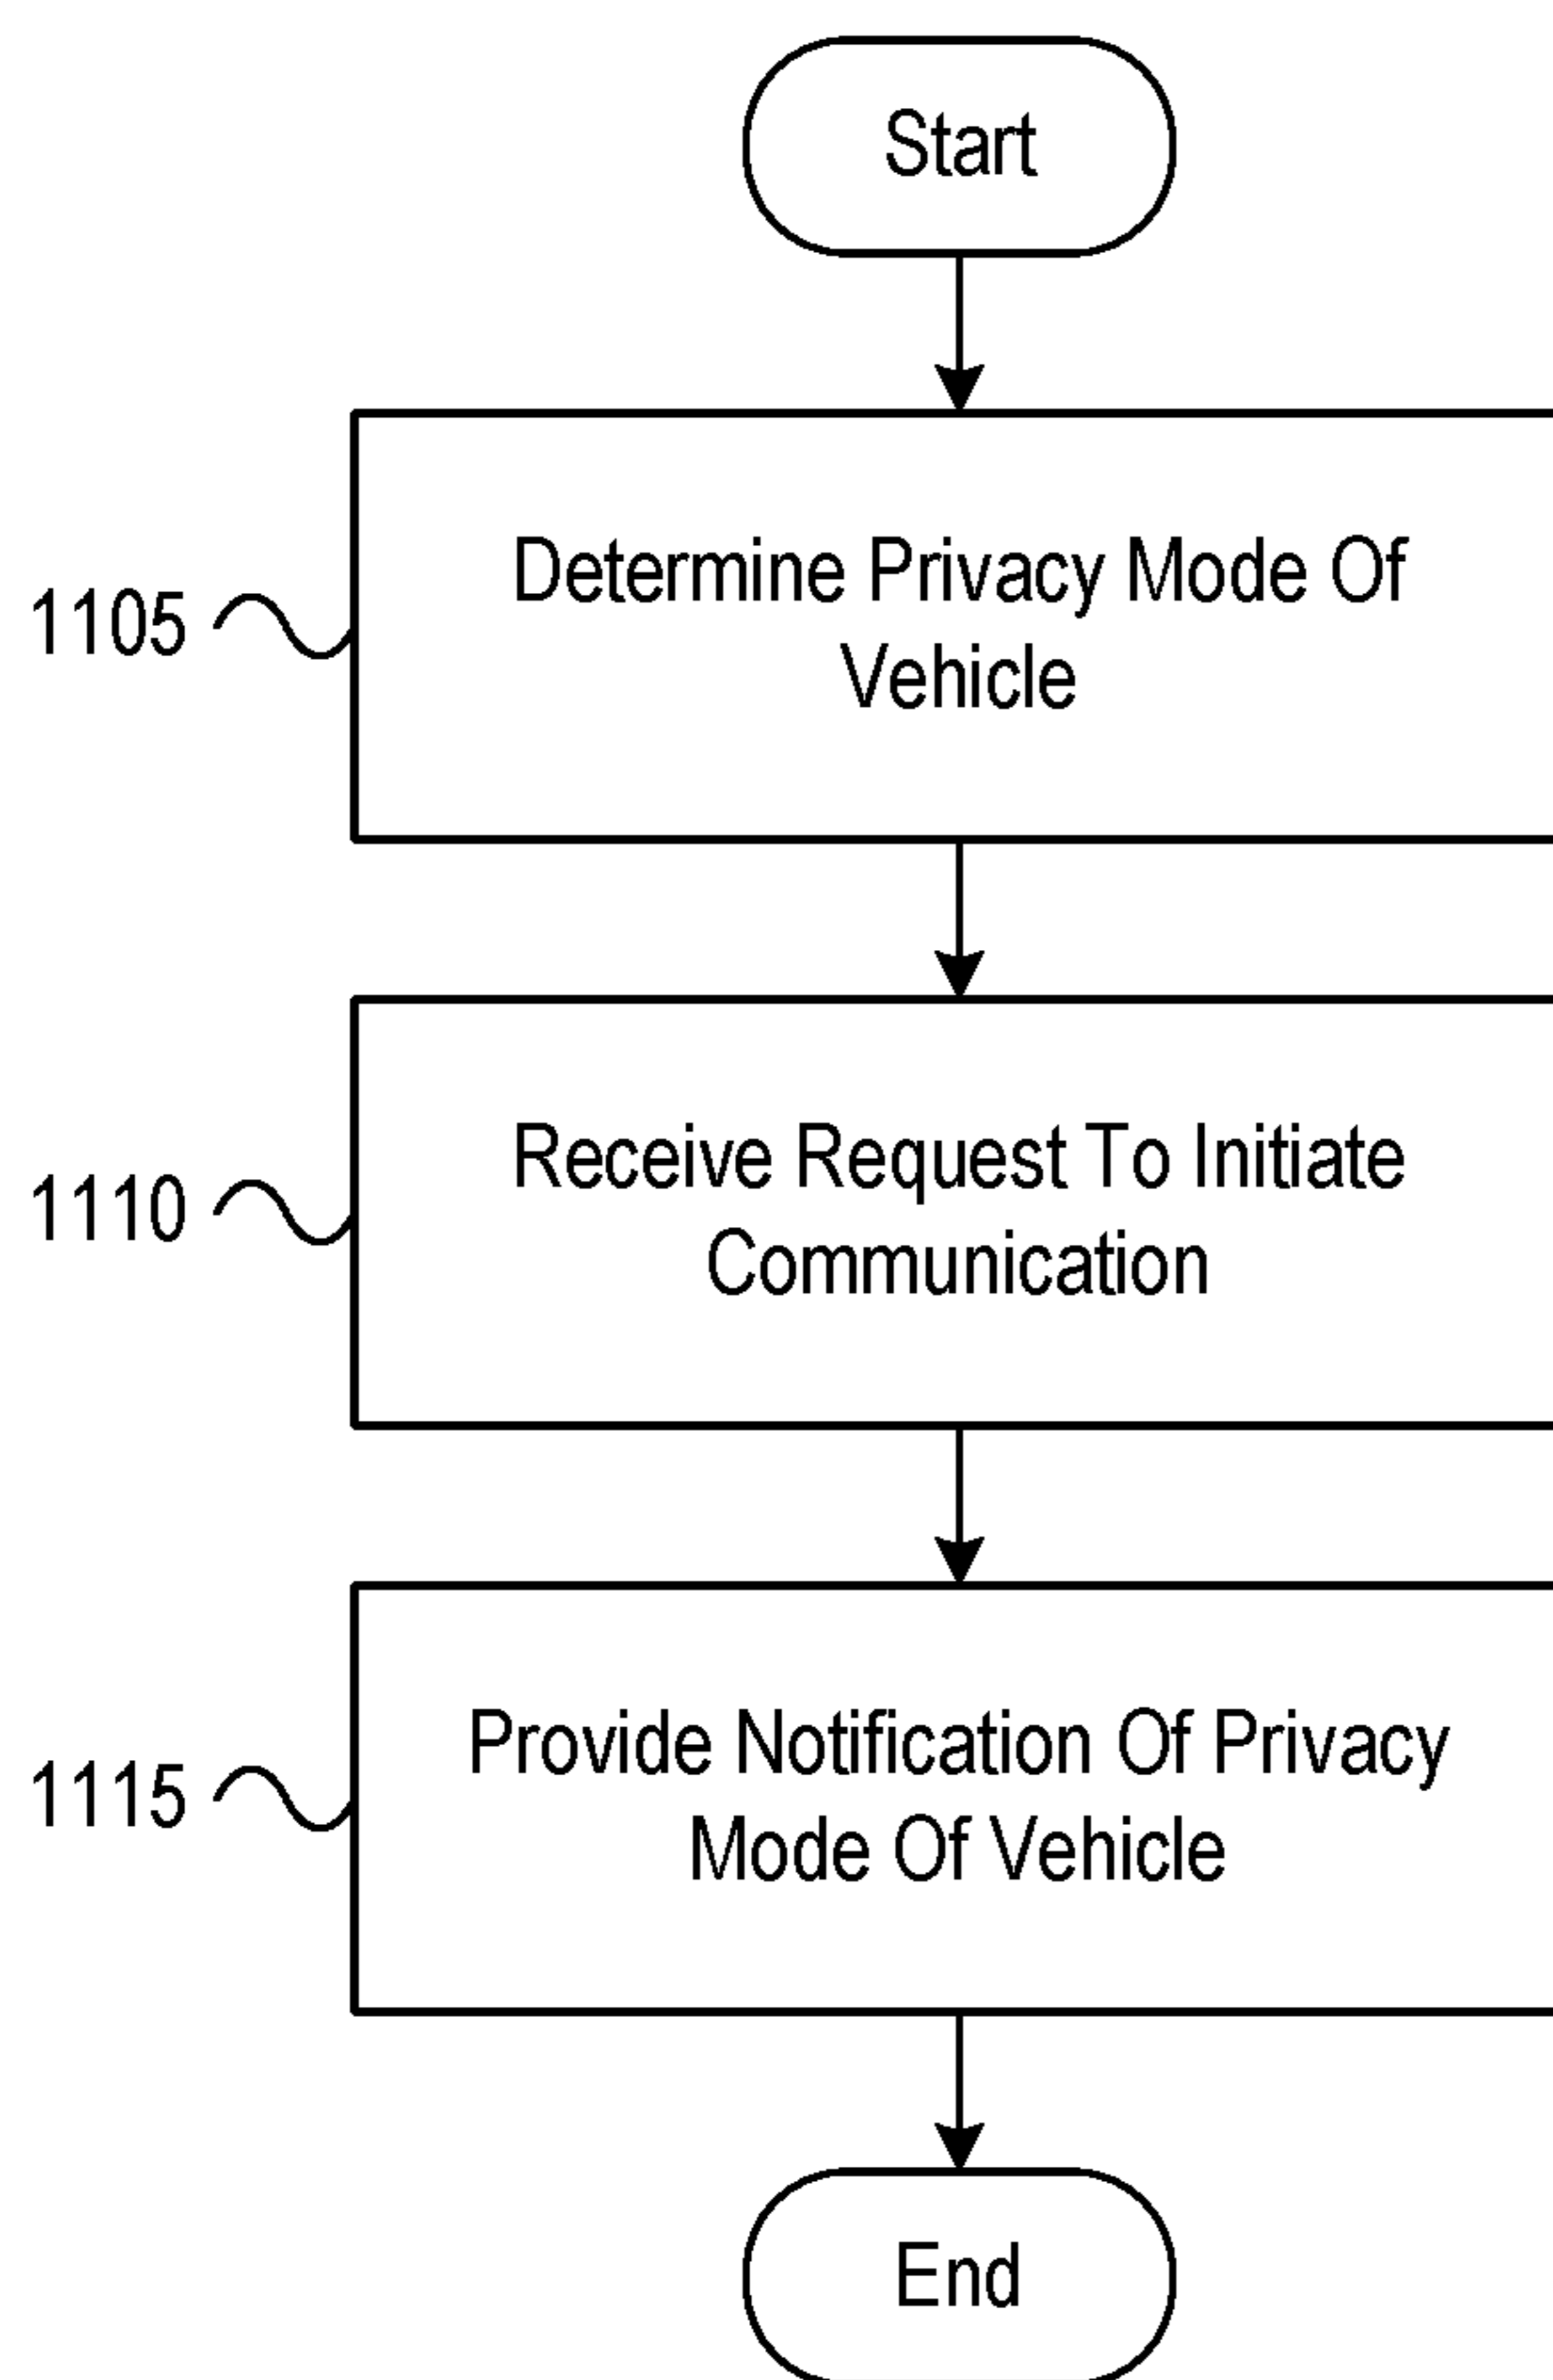 Start
1105
Determine Privacy Mode Of
Vehicle
1110
Receive Request To Initiate
Communication
1115
Provide Notification Of Privacy
Mode Of Vehicle
End